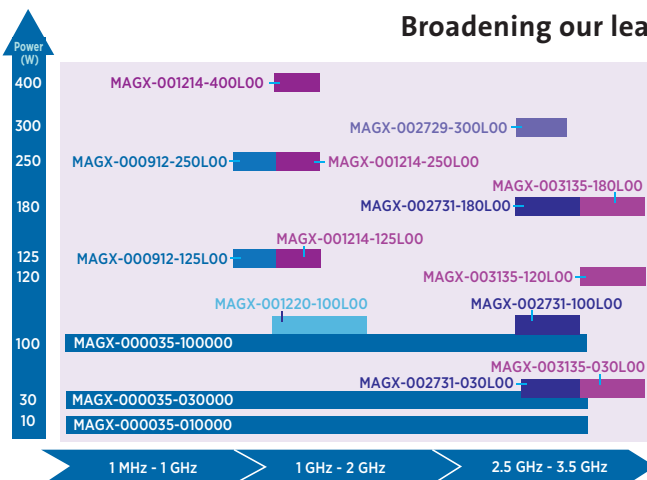 Broadening our lea
Power
(W)
400
MAGX-001214-400L00
300
MAGX-002729-300L00
250
MAGX-000912-250L00
MAGX-001214-250L00
MAGX-003135-180L00
180
MAGX-002731-180L00
MAGX-001214-125L00
125
MAGX-000912-125L00
120
MAGX-003135-120L00
MAGX-001220-100L00
MAGX-002731-100L00
100
MAGX-000035-100000
MAGX-003135-030L00
MAGX-002731-030L00
30
MAGX-000035-030000
10
MAGX-000035-010000
1 MHz - 1 GHz
1 GHz - 2 GHz
2.5 GHz - 3.5 GHz